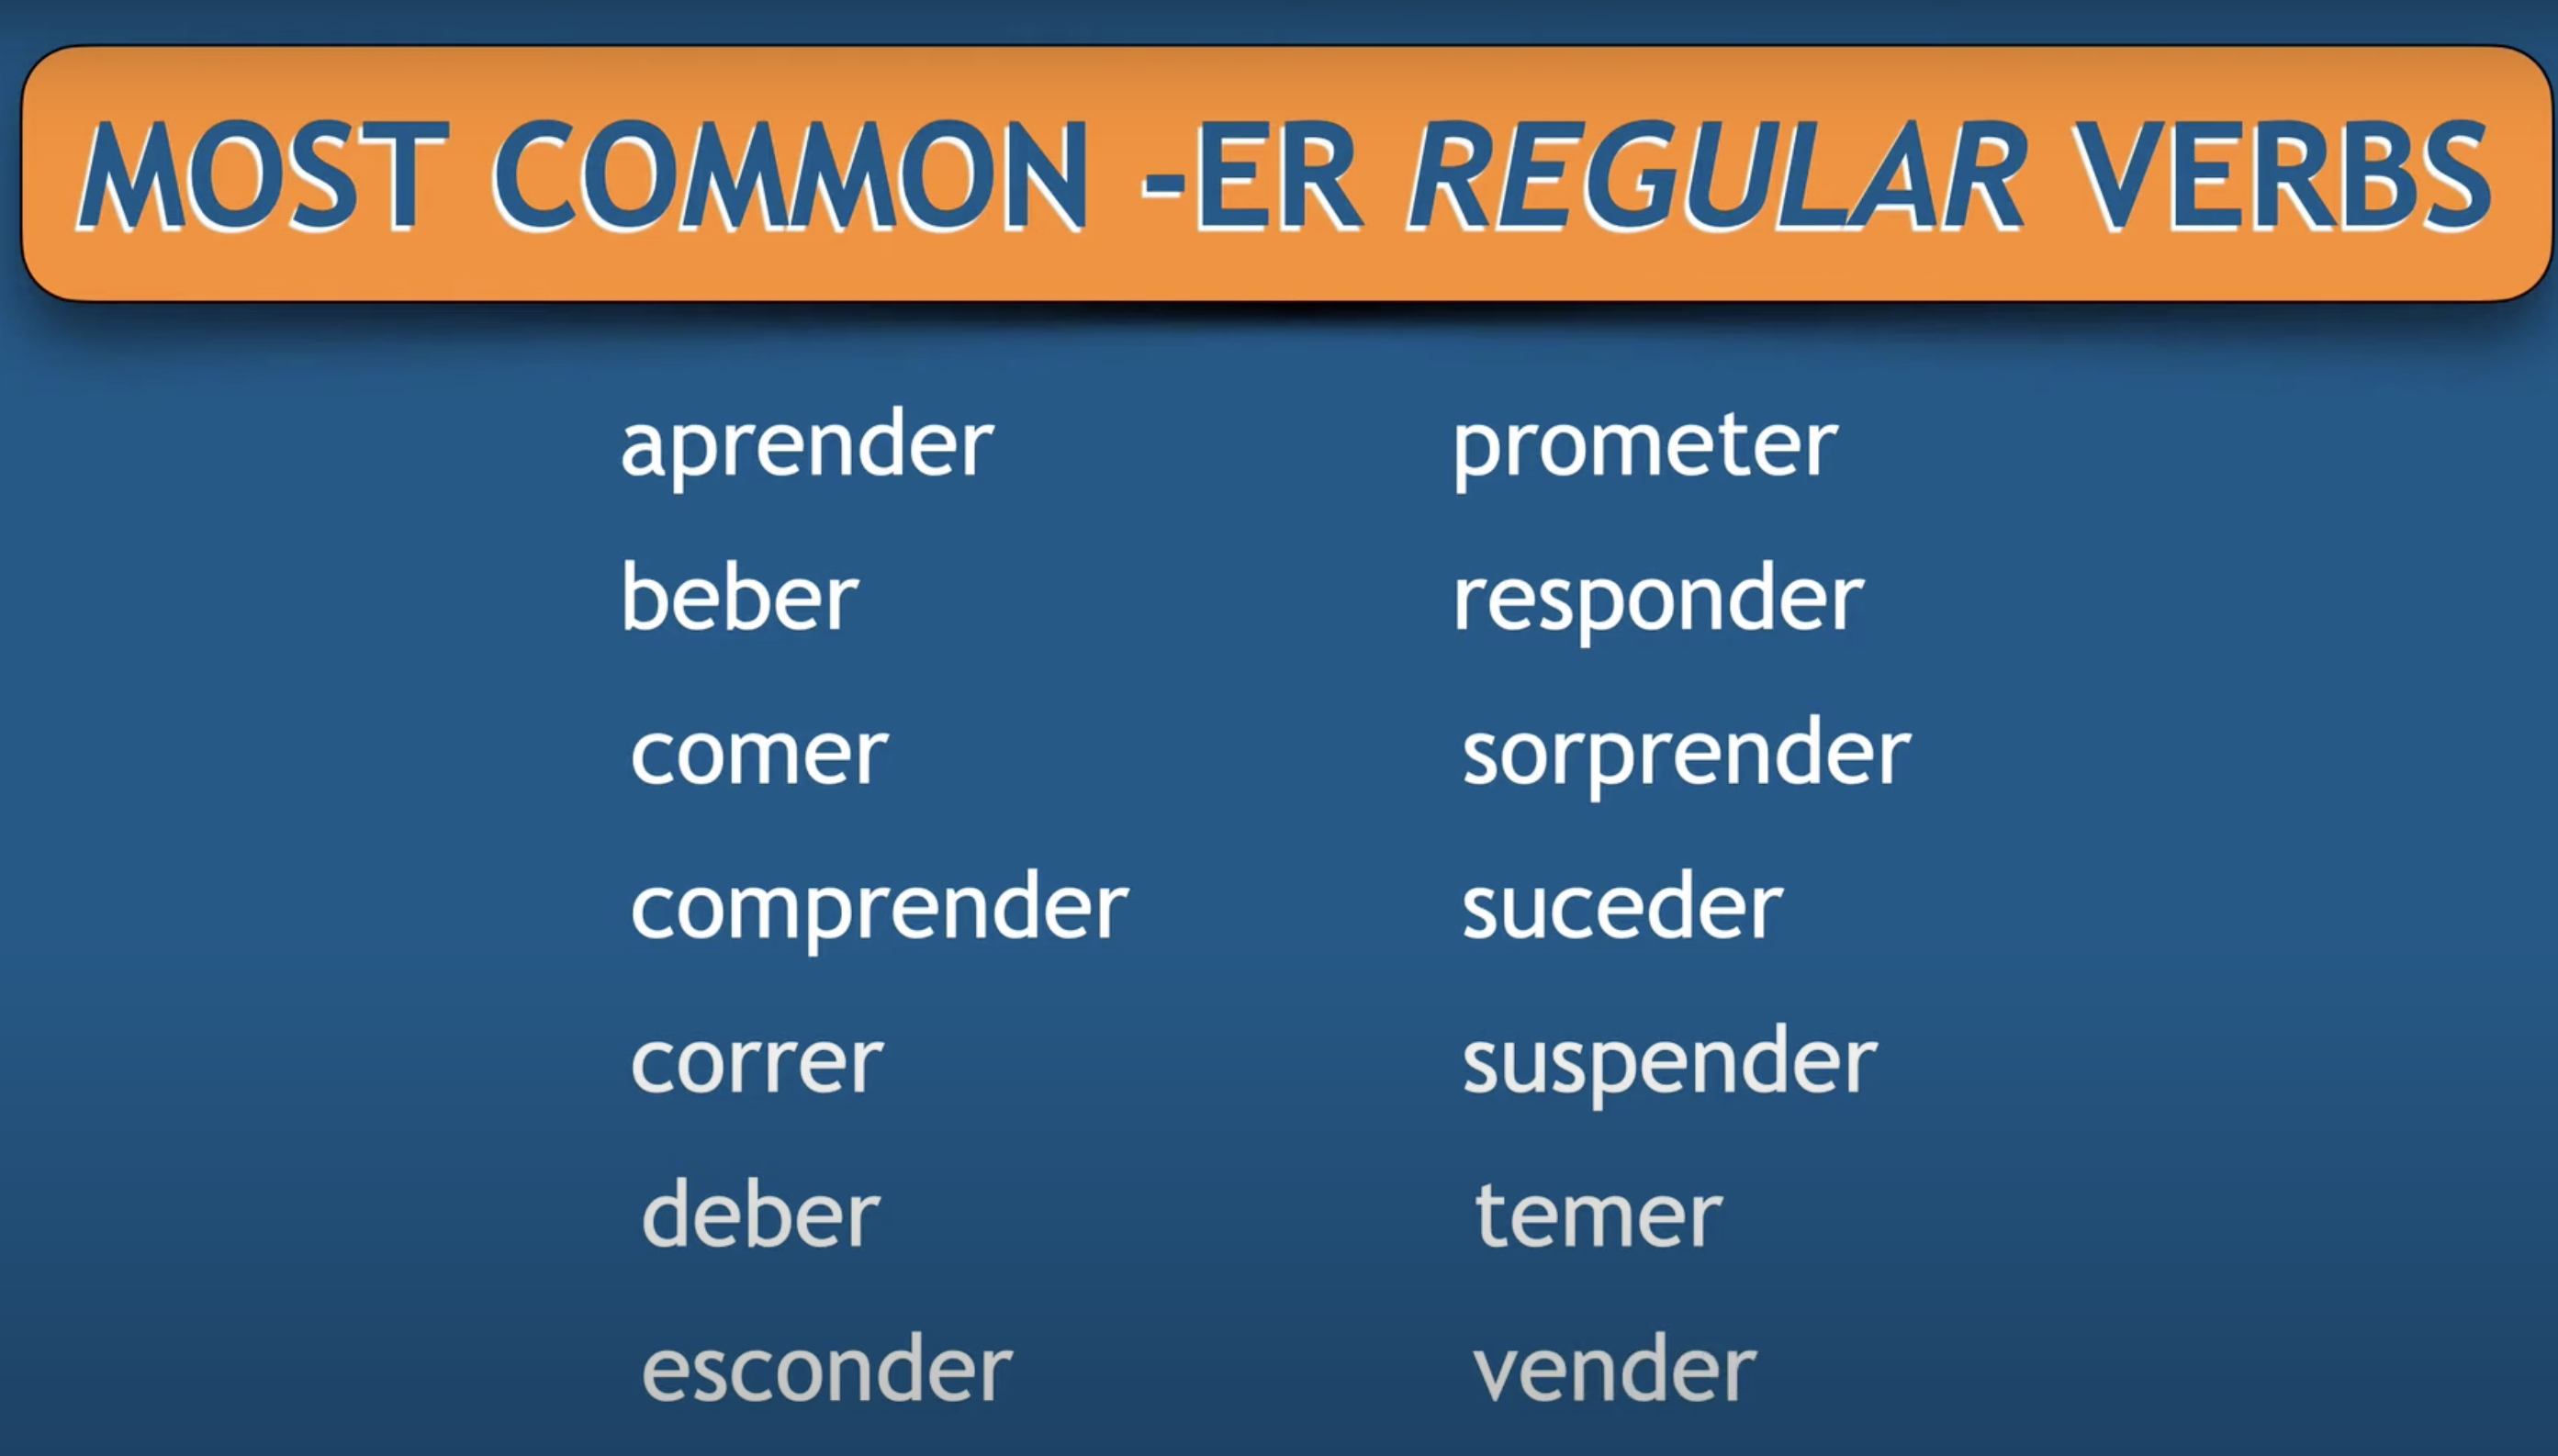 MOST COMMON -ER REGULAR VERBS
aprender
beber
comer
comprender
correr
deber
esconder
prometer
responder
sorprender
suceder
suspender
temer
vender